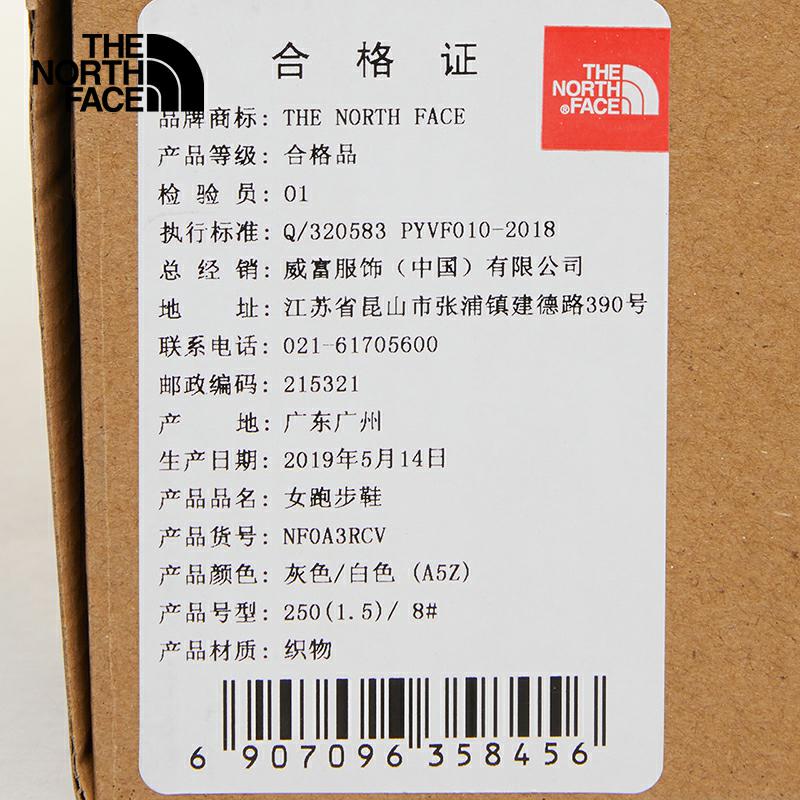 THE
NORTH
FACE
合格证
THE
NORTH
®FACE
品牌商标: THE NORTH FACE
产品等级: 合格品
检 验 员: 01
执行标准: Q/320583 PYVF010-2018
总 经 销: 威富服饰（中国）有限公司
地 址: 江苏省昆山市张浦镇建德路390号
联系电话: 021-61705600
邮政编码: 215321
产 地: 广东广州
生产日期: 2019年5月14日
产品品名: 女跑步鞋
产品货号: NF0A3RCV
产品颜色: 灰色/白色 (A5Z)
产品号型: 250(1.5)/ 8#
产品材质: 织物
6 907096 358456